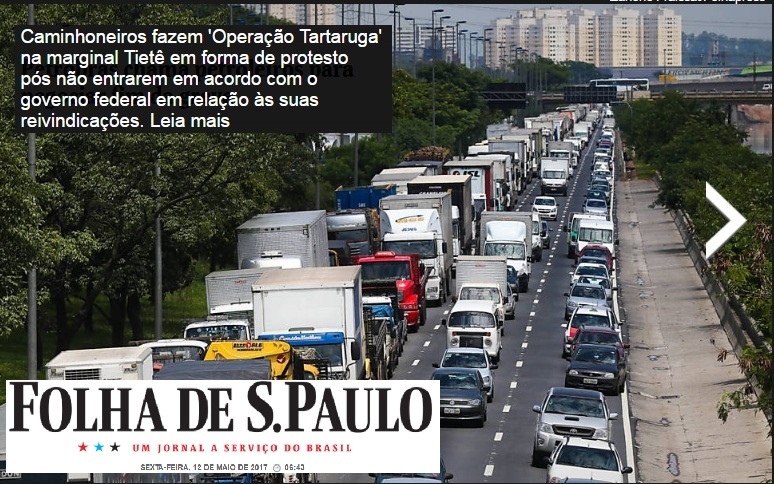 Caminhoneiros fazem 'Operação Tartaruga'
na marginal Tietê em forma de protesto
pós não entrarem em acordo com o
governo federal em relação às suas
reivindicações. Leia mais
FOLHA DE S.PAULO
UM JORNAL A SERVIÇO DO BRASIL
SEXTA-FEIRA, 12 DE MAIO DE 2017 06:43